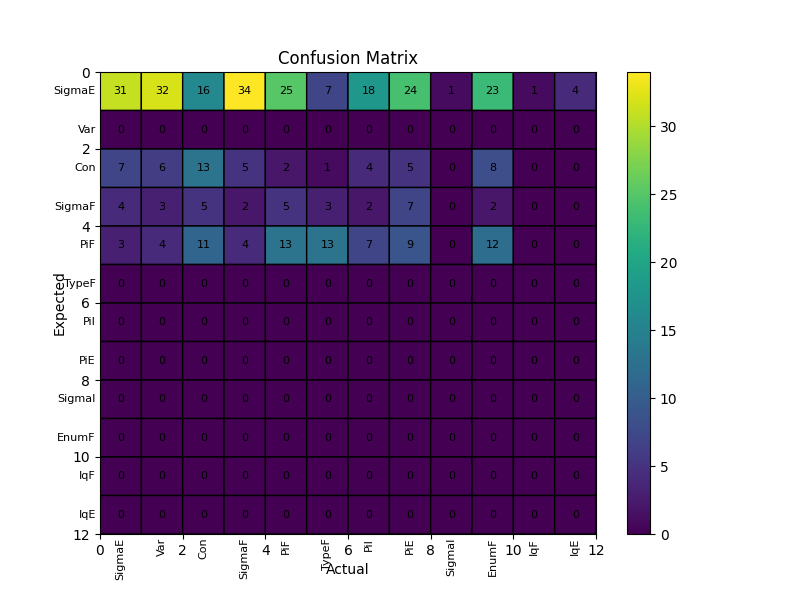 Confusion Matrix
0
SigmaE 31 32 16 34 25 7 18 24 1 23 1 4
Var 0 0 0 0 0 0 0 0 0 0 0 0
2
Con 7 6 13 5 2 1 4 5 0 8 0 0
SigmaF 4 3 5 2 5 3 2 7 0 2 0 0
4
PiF 3 4 11 4 13 13 7 9 0 12 0 0
Expected
TypeF 0 0 0 0 0 0 0 0 0 0 0 0
6
PiI 0 0 0 0 0 0 0 0 0 0 0 0
PiE 0 0 0 0 0 0 0 0 0 0 0 0
8
SigmaI 0 0 0 0 0 0 0 0 0 0 0 0
EnumF 0 0 0 0 0 0 0 0 0 0 0 0
10
IqF 0 0 0 0 0 0 0 0 0 0 0 0
IqE 0 0 0 0 0 0 0 0 0 0 0 0
12
0 2 4 6 8 10 12
SigmaE Var Con SigmaF PiF TypeF PiI PiE SigmaI EnumF IqF IqE
Actual
30
25
20
15
10
5
0